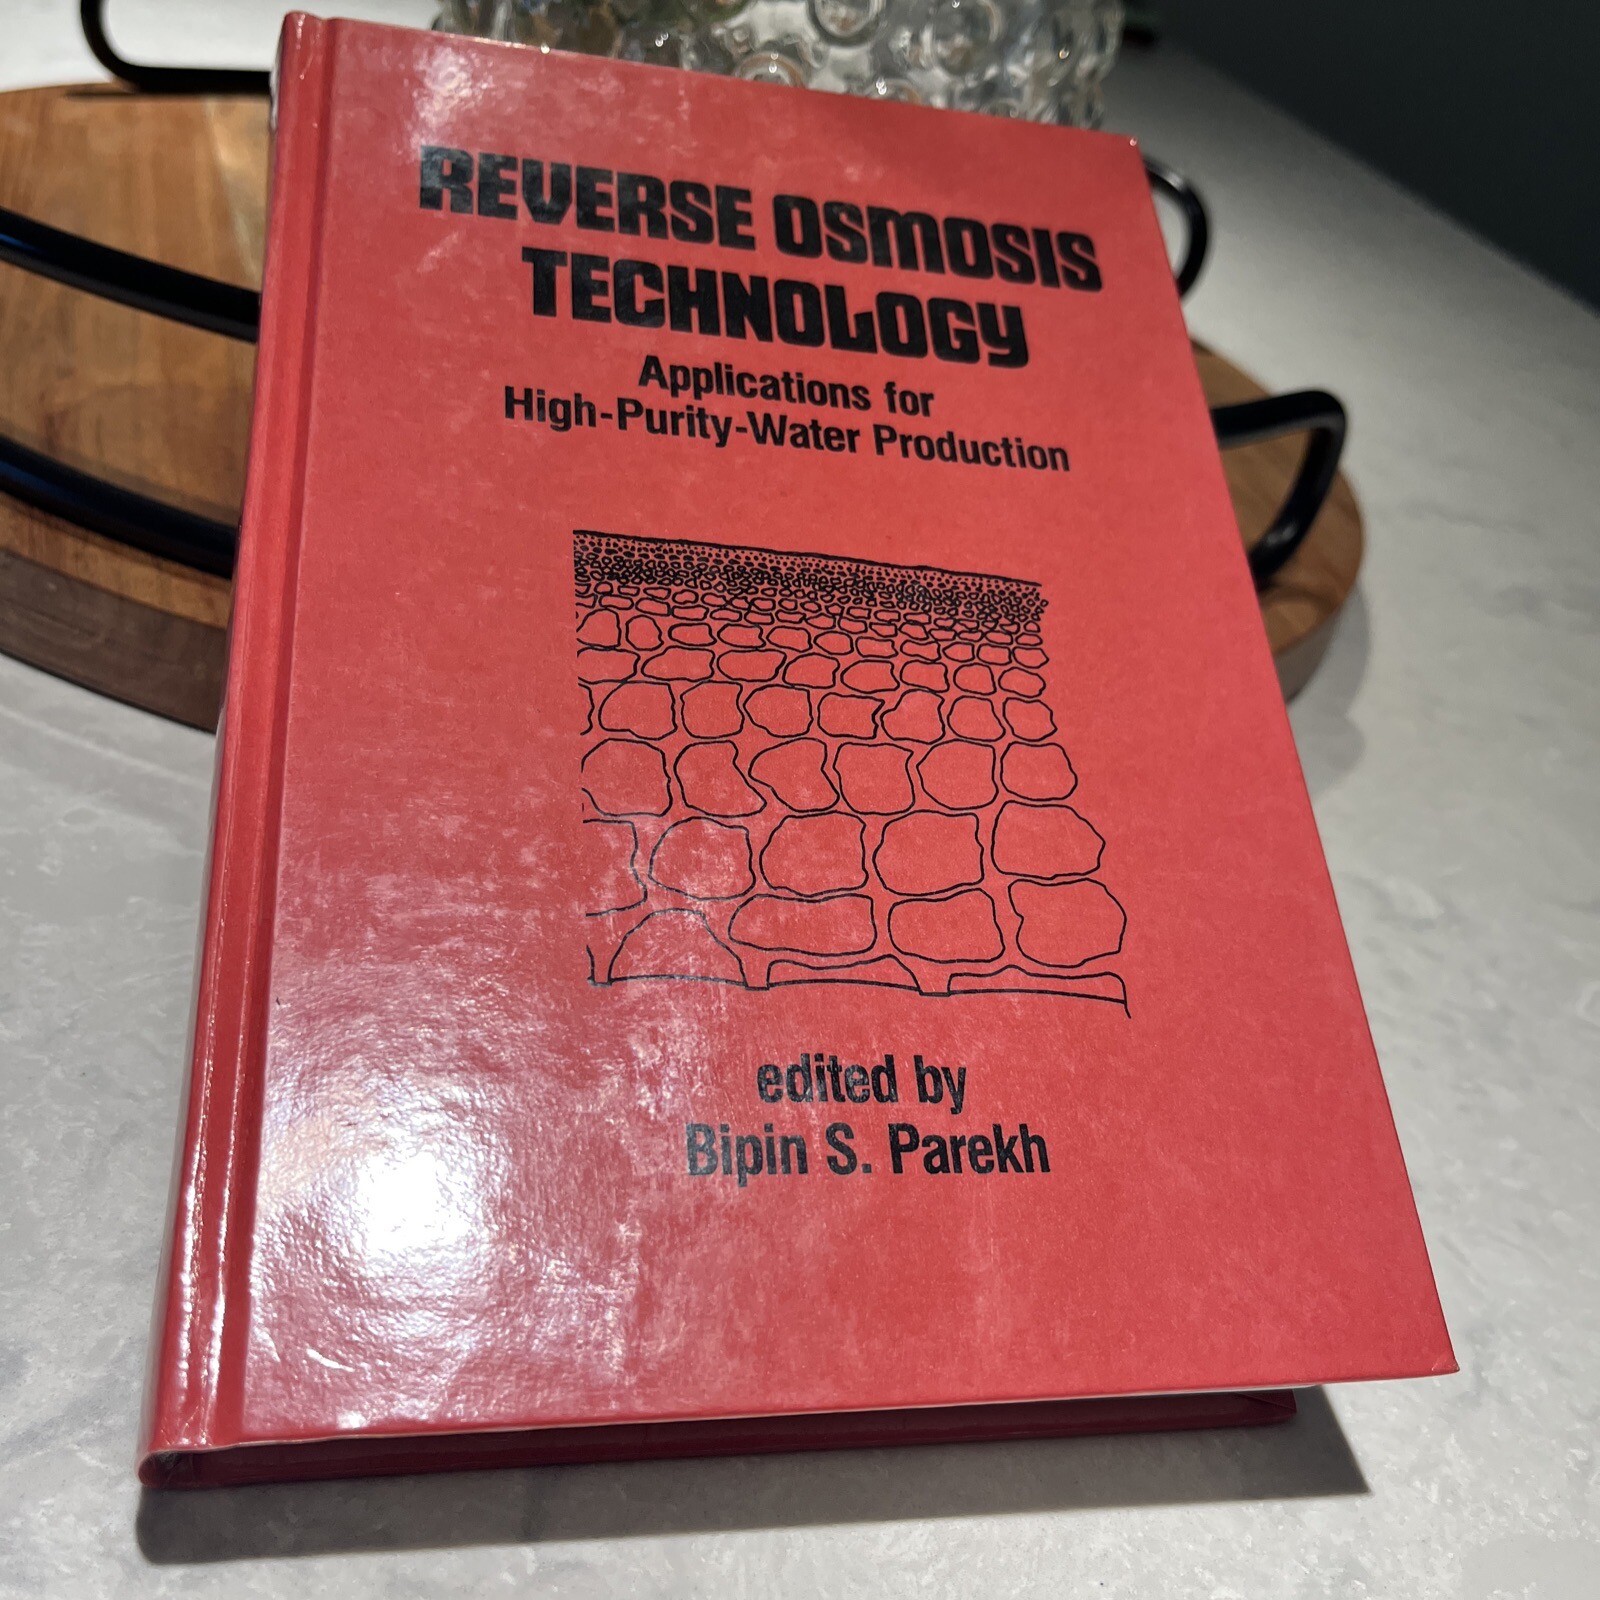 REVERSE OSMOSIS
TECHNOLOGY
Applications for
High-Purity-Water Production
edited by
Bipin S. Parekh